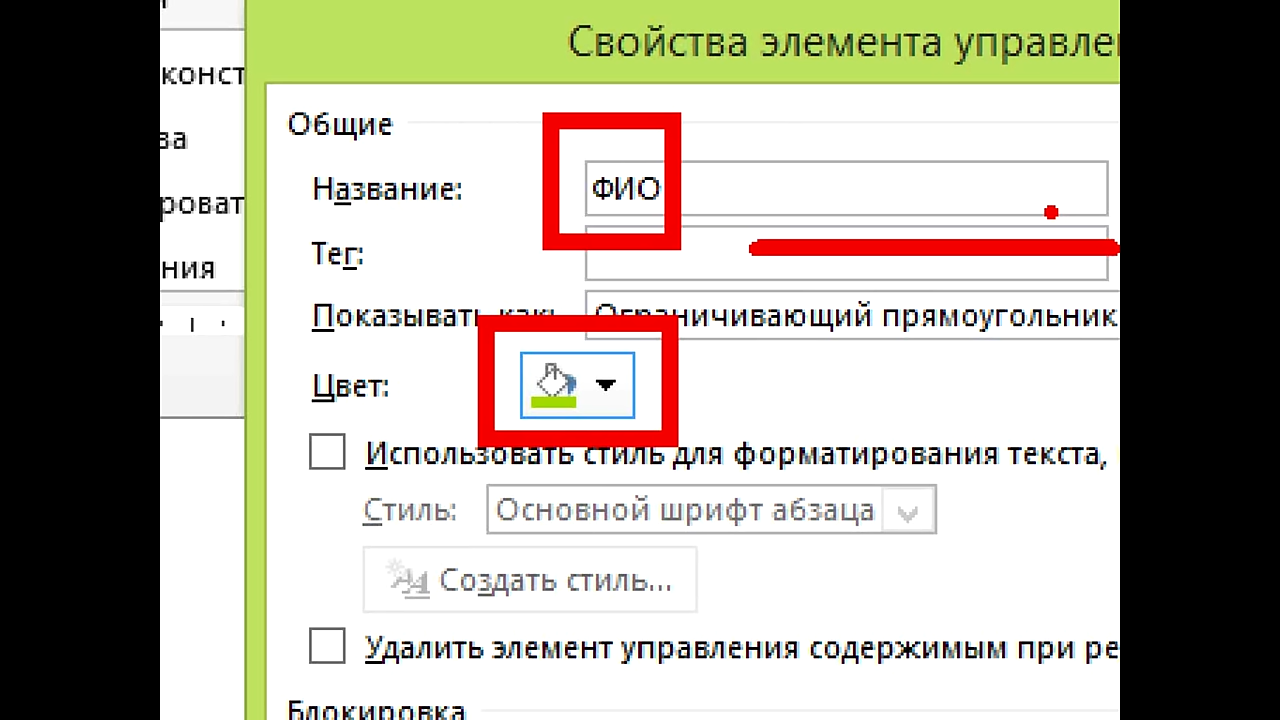 Свойства элемента управле
конст
Общие
ва
Название: ФИО
роват
Тег:
ния
Показывать как: Ограничивающий прямоугольник
Цвет:
Использовать стиль для форматирования текста,
Стиль: Основной шрифт абзаца
Создать стиль...
Удалить элемент управления содержимым при ре
Блокировка